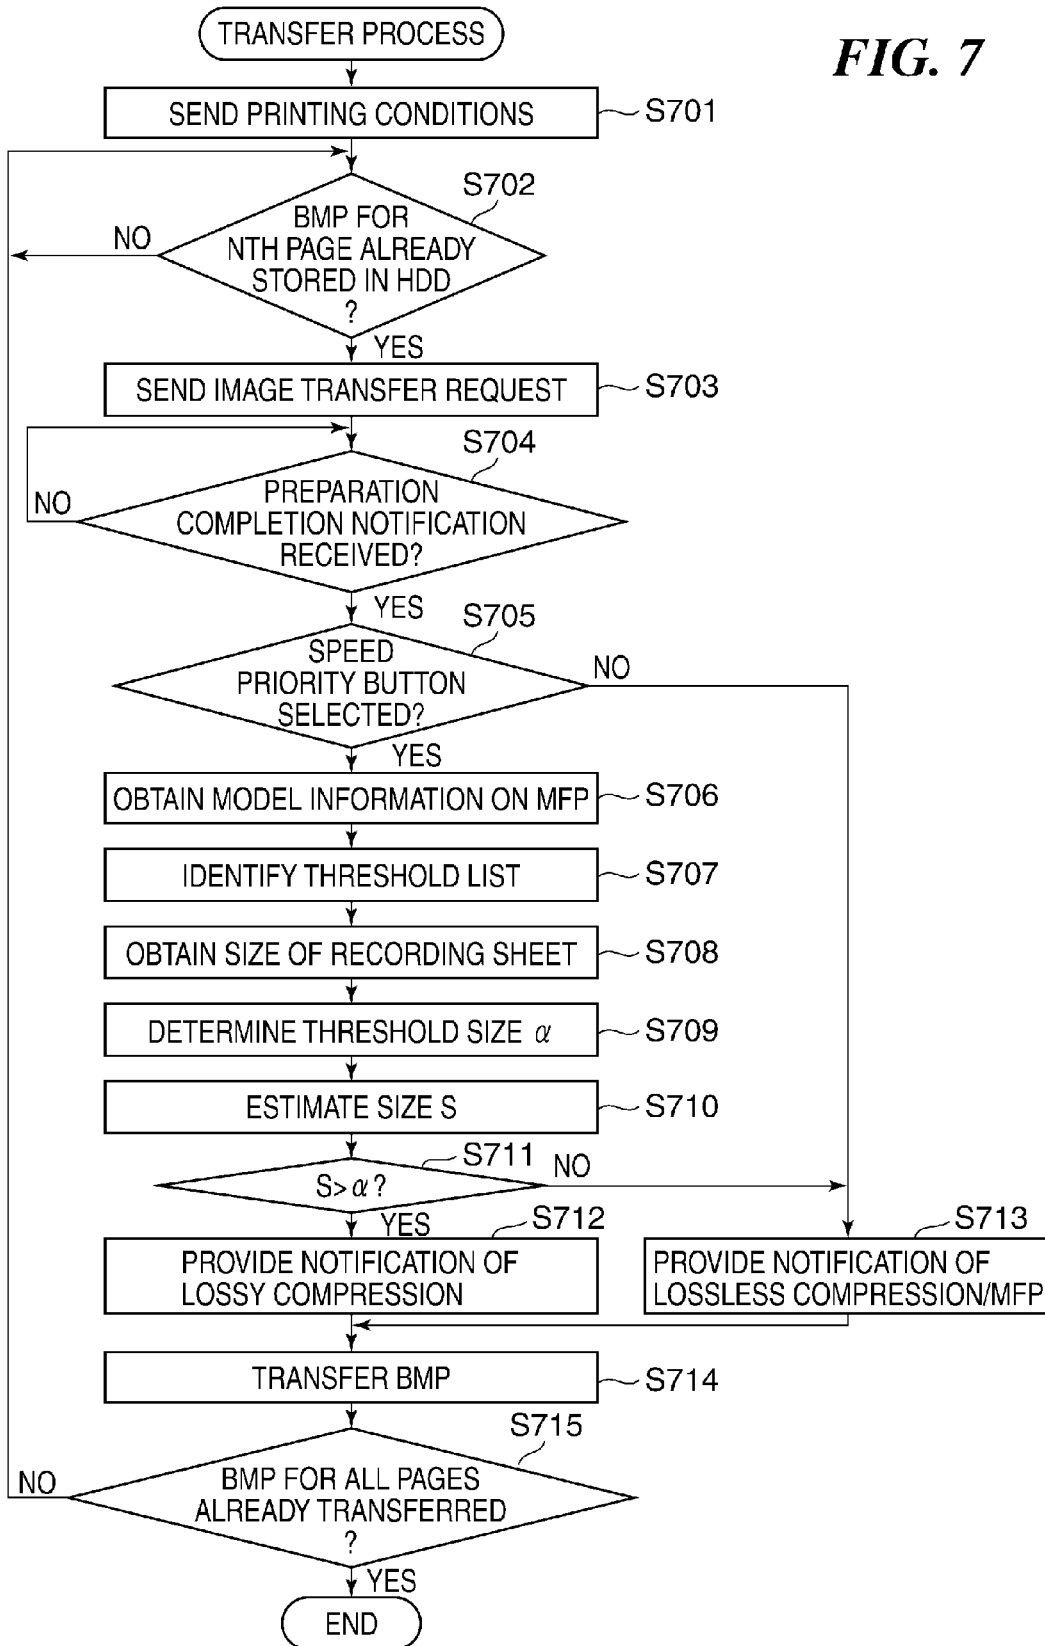 TRANSFER PROCESS
FIG. 7
SEND PRINTING CONDITIONS
S701
S702
BMP FOR
NTH PAGE ALREADY
STORED IN HDD
?
NO
YES
SEND IMAGE TRANSFER REQUEST
S703
S704
PREPARATION
COMPLETION NOTIFICATION
RECEIVED?
NO
YES
S705
SPEED
PRIORITY BUTTON
SELECTED?
NO
YES
OBTAIN MODEL INFORMATION ON MFP
S706
IDENTIFY THRESHOLD LIST
S707
OBTAIN SIZE OF RECORDING SHEET
S708
DETERMINE THRESHOLD SIZE α
S709
ESTIMATE SIZE S
S710
S711
S>α?
NO
YES
S712
PROVIDE NOTIFICATION OF
LOSSY COMPRESSION
S713
PROVIDE NOTIFICATION OF
LOSSLESS COMPRESSION/MFP
TRANSFER BMP
S714
S715
BMP FOR ALL PAGES
ALREADY TRANSFERRED
?
NO
YES
END